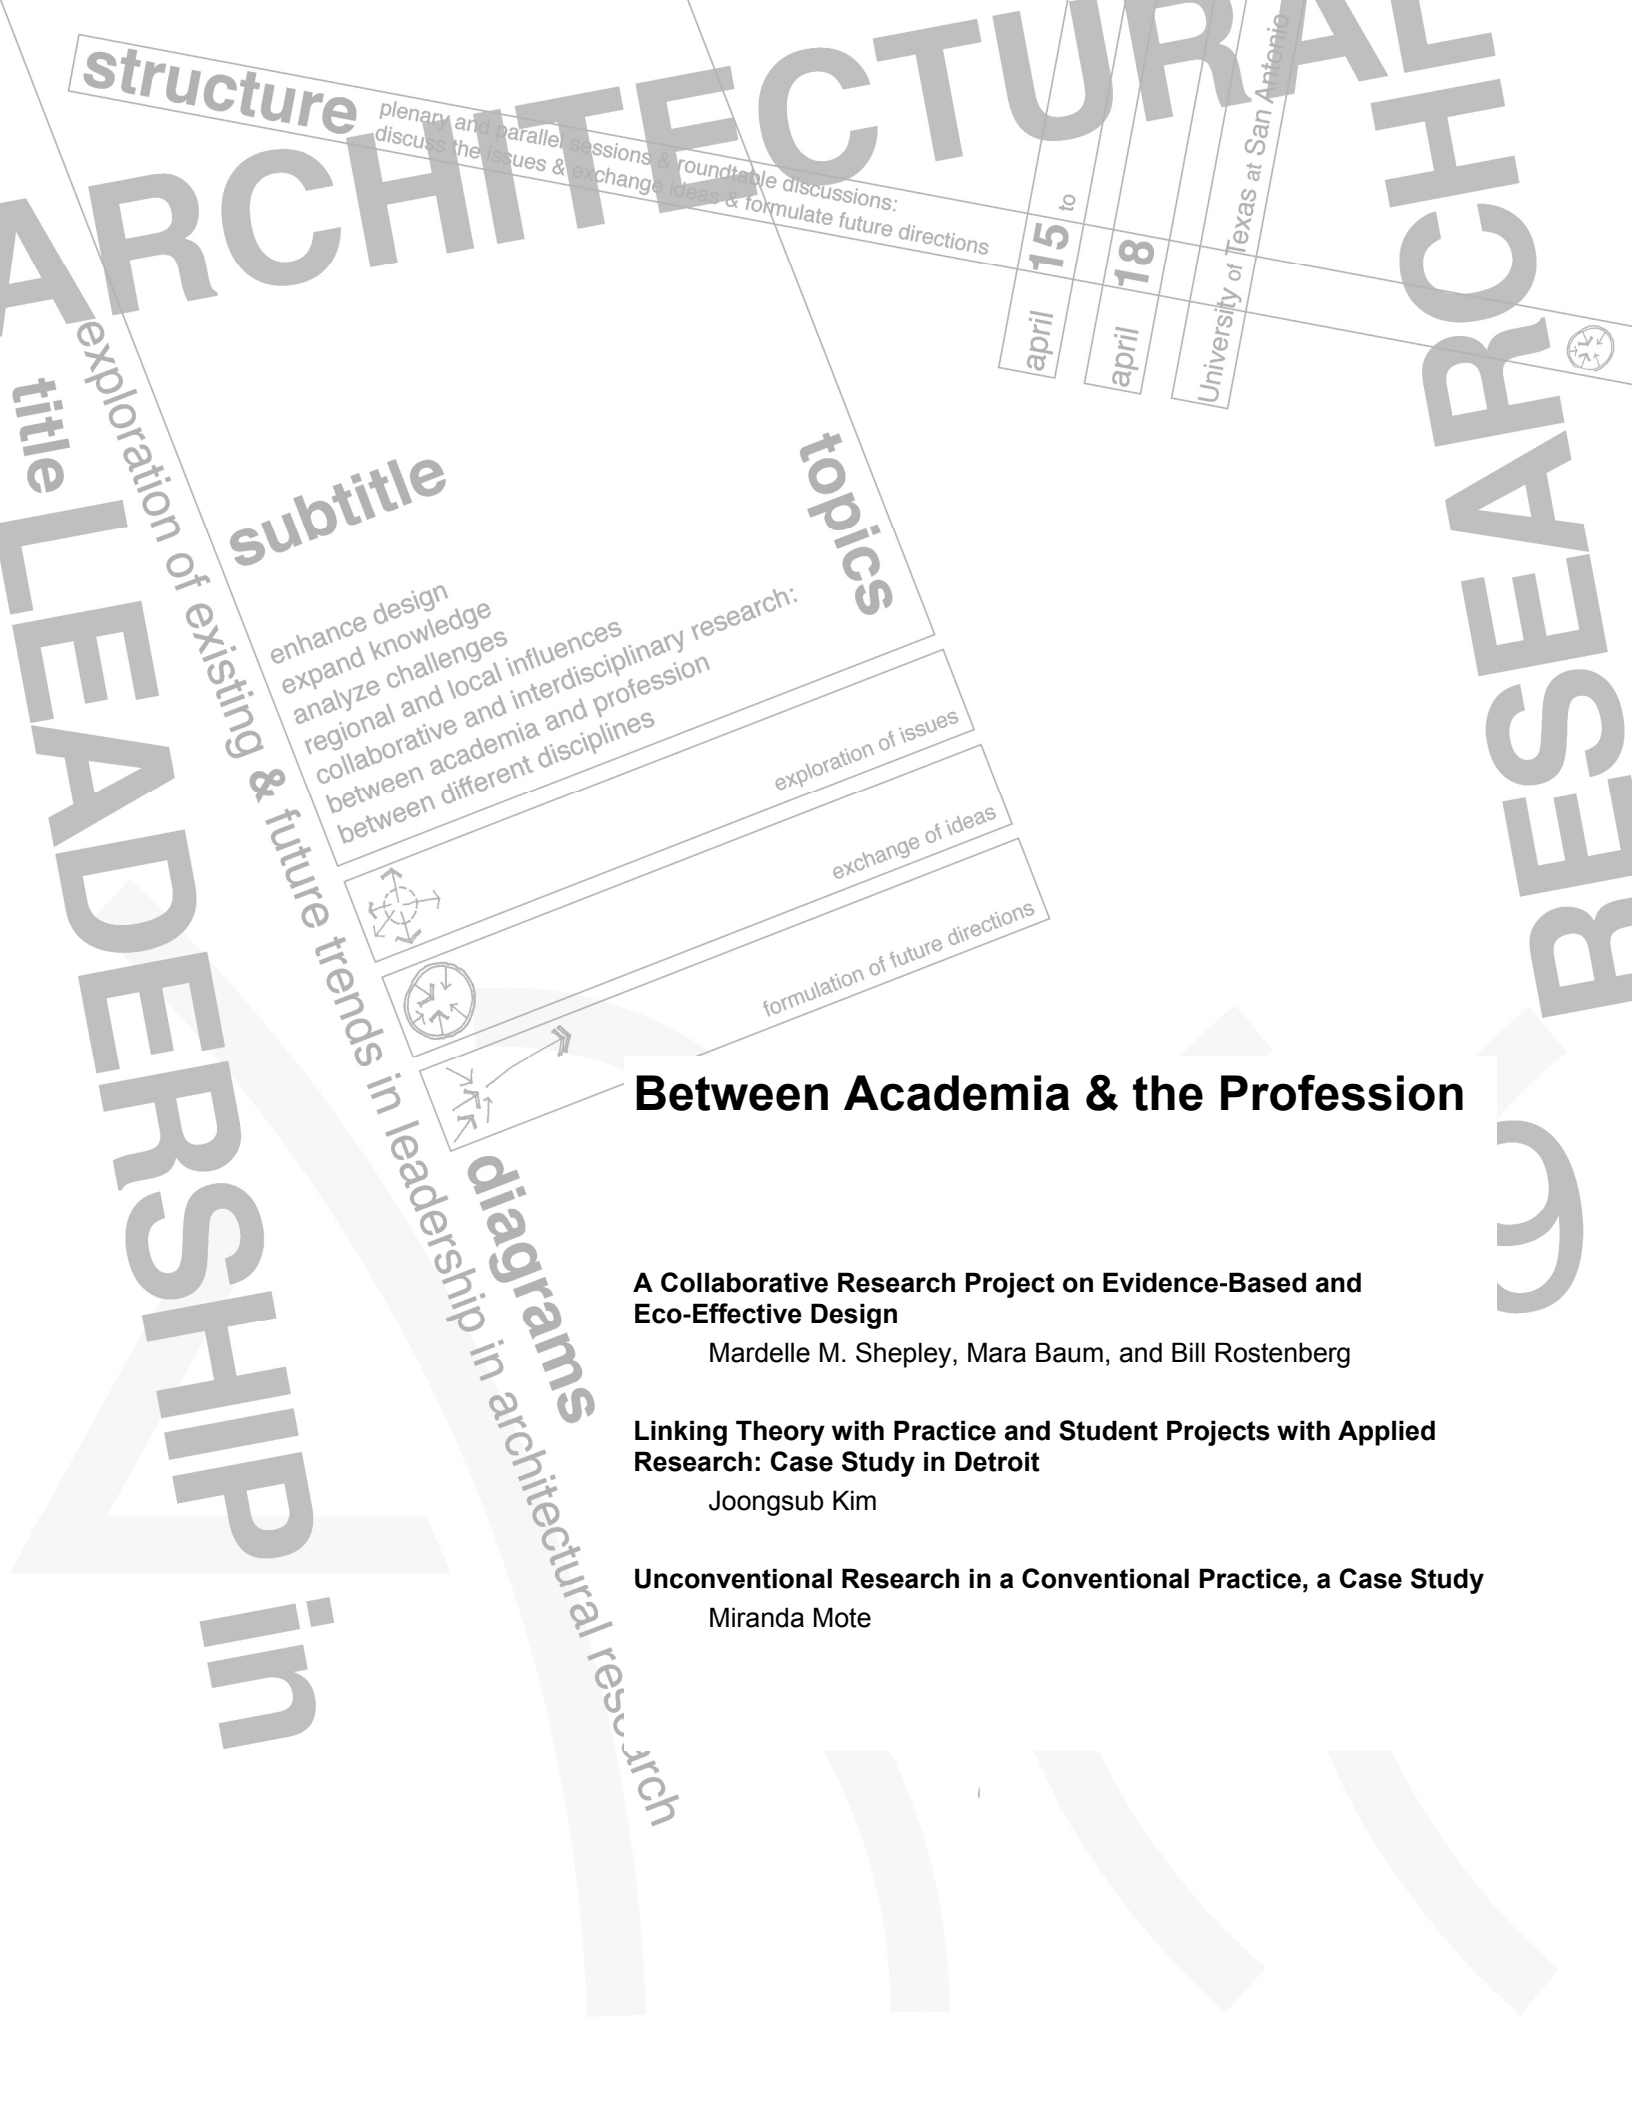 ARCHITECTURAL
structure
plenary and parallel sessions & roundtable discussions:
discuss the issues & exchange ideas & formulate future directions
april 15 to
april 18
University of Texas at San Antonio
RESEARCH
title
LEADERSHIP in
exploration of existing & future trends in leadership in architectural research
subtitle
topics
enhance design
expand knowledge
analyze challenges
regional and local influences
collaborative and interdisciplinary research:
between academia and profession
between different disciplines
exploration of issues
exchange of ideas
formulation of future directions
diagrams
9
Between Academia & the Profession
A Collaborative Research Project on Evidence-Based and
Eco-Effective Design
Mardelle M. Shepley, Mara Baum, and Bill Rostenberg
Linking Theory with Practice and Student Projects with Applied
Research: Case Study in Detroit
Joongsub Kim
Unconventional Research in a Conventional Practice, a Case Study
Miranda Mote